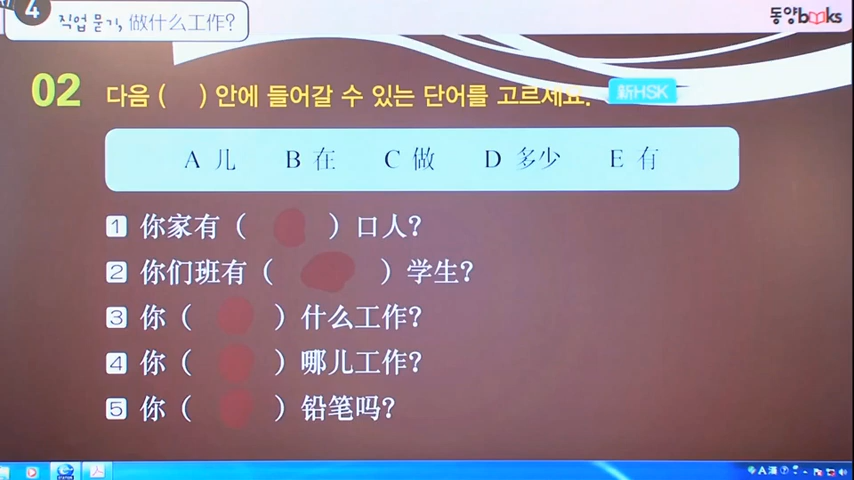 4 직업 묻기, 做什么工作?
동양books
02 다음 ( ) 안에 들어갈 수 있는 단어를 고르세요. 新HSK
A 儿 B 在 C 做 D 多少 E 有
1 你家有 ( ) 口人?
2 你们班有 ( ) 学生?
3 你 ( ) 什么工作?
4 你 ( ) 哪儿工作?
5 你 ( ) 铅笔吗?
A 漢